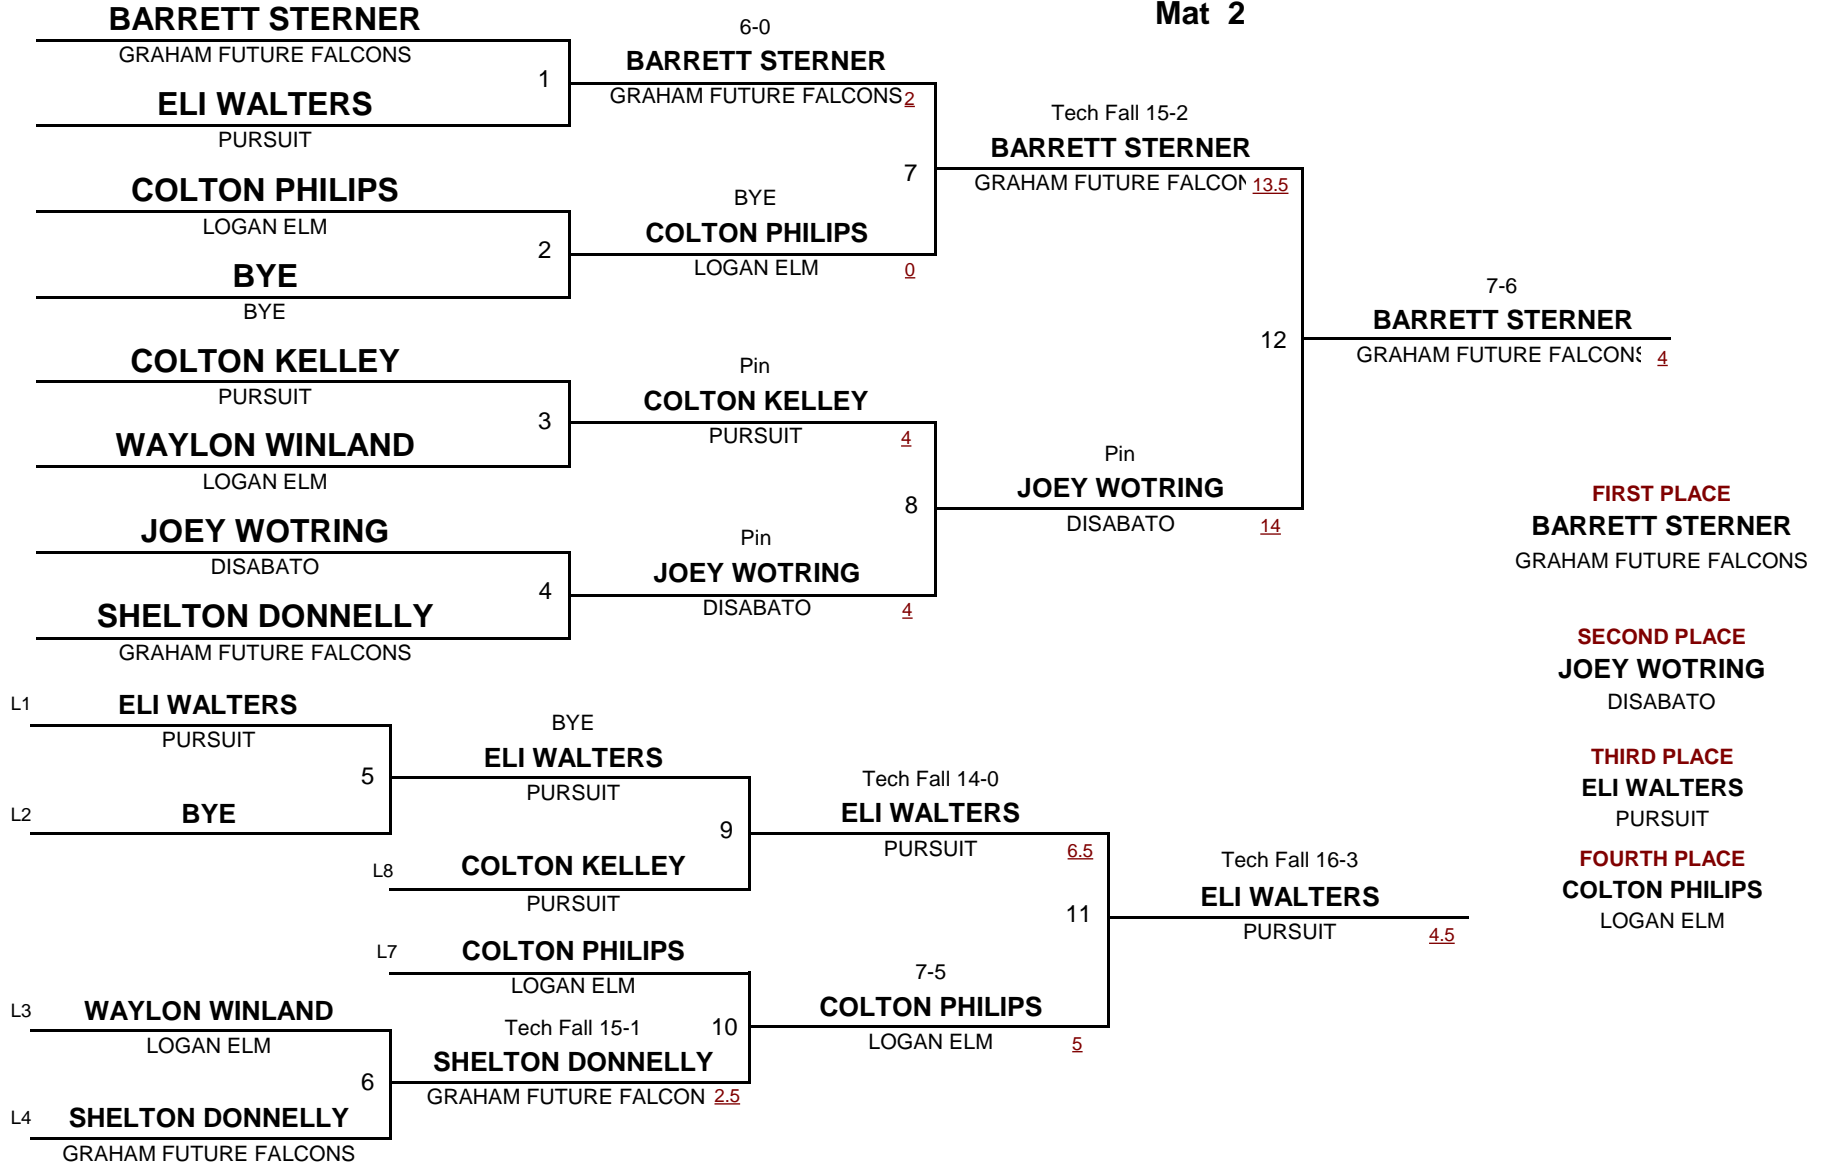 Mat 2
BARRETT STERNER
GRAHAM FUTURE FALCONS
1
ELI WALTERS
PURSUIT
COLTON PHILIPS
LOGAN ELM
2
BYE
BYE
COLTON KELLEY
PURSUIT
3
WAYLON WINLAND
LOGAN ELM
JOEY WOTRING
DISABATO
4
SHELTON DONNELLY
GRAHAM FUTURE FALCONS
6-0
BARRETT STERNER
GRAHAM FUTURE FALCONS 2
7
BYE
COLTON PHILIPS
LOGAN ELM 0
Pin
COLTON KELLEY
PURSUIT 4
8
Pin
JOEY WOTRING
DISABATO 4
Tech Fall 15-2
BARRETT STERNER
GRAHAM FUTURE FALCON 13.5
12
Pin
JOEY WOTRING
DISABATO 14
7-6
BARRETT STERNER
GRAHAM FUTURE FALCONS 4
FIRST PLACE
BARRETT STERNER
GRAHAM FUTURE FALCONS
SECOND PLACE
JOEY WOTRING
DISABATO
THIRD PLACE
ELI WALTERS
PURSUIT
FOURTH PLACE
COLTON PHILIPS
LOGAN ELM
L1 ELI WALTERS
PURSUIT
5
L2 BYE
L3 WAYLON WINLAND
LOGAN ELM
6
L4 SHELTON DONNELLY
GRAHAM FUTURE FALCONS
BYE
ELI WALTERS
PURSUIT
9
L8 COLTON KELLEY
PURSUIT
L7 COLTON PHILIPS
LOGAN ELM
10
Tech Fall 15-1
SHELTON DONNELLY
GRAHAM FUTURE FALCON 2.5
Tech Fall 14-0
ELI WALTERS
PURSUIT 6.5
11
7-5
COLTON PHILIPS
LOGAN ELM 5
Tech Fall 16-3
ELI WALTERS
PURSUIT 4.5